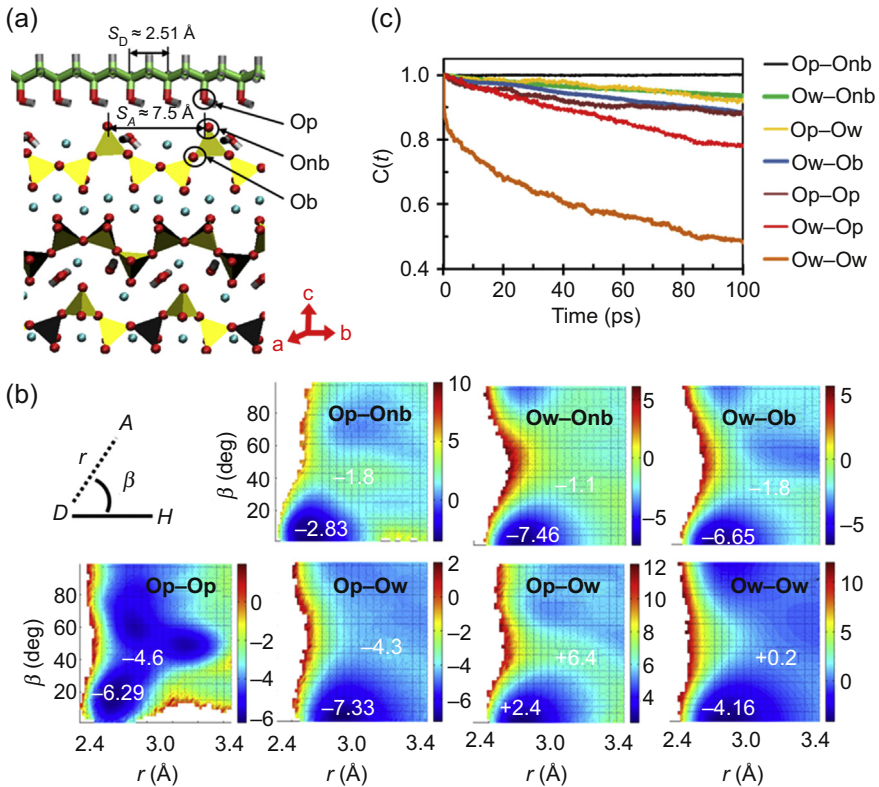 (a)
S_D ≈ 2.51 Å
S_A ≈ 7.5 Å
Op
Onb
Ob
c
a
b
(c)
C(t)
1.0
0.8
0.6
0.4
0 20 40 60 80 100
Time (ps)
Op–Onb
Ow–Onb
Op–Ow
Ow–Ob
Op–Op
Ow–Op
Ow–Ow
(b)
A
r
β
D
H
β (deg)
80
60
40
20
Op–Onb
–1.8
–2.83
10
5
0
Ow–Onb
–1.1
–7.46
5
0
–5
Ow–Ob
–1.8
–6.65
5
0
–5
β (deg)
80
60
40
20
Op–Op
–4.6
–6.29
0
–2
–4
–6
Op–Ow
–4.3
–7.33
2
0
–2
–4
–6
Op–Ow
+6.4
+2.4
12
10
8
6
4
Ow–Ow
+0.2
–4.16
10
5
0
2.4 3.0 3.4
2.4 3.0 3.4
2.4 3.0 3.4
2.4 3.0 3.4
r (Å)
r (Å)
r (Å)
r (Å)